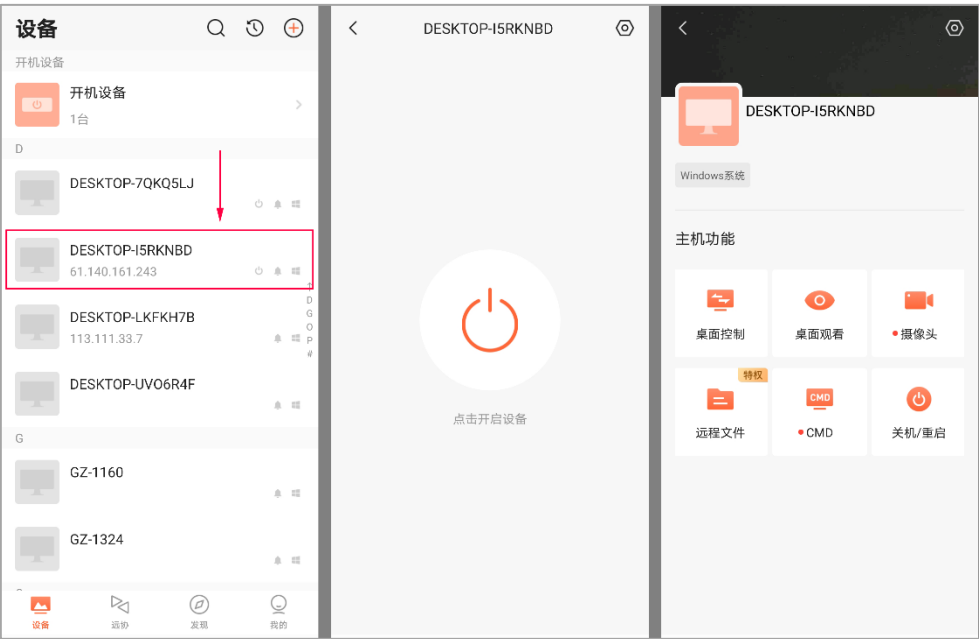 设备
开机设备
开机设备
1台
D
DESKTOP-7QKQ5LJ
DESKTOP-I5RKNBD
61.140.161.243
DESKTOP-LKFKH7B
113.111.33.7
DESKTOP-UVO6R4F
G
GZ-1160
GZ-1324
↑
D
G
O
P
#
设备
远协
发现
我的
DESKTOP-I5RKNBD
点击开启设备
DESKTOP-I5RKNBD
Windows系统
主机功能
桌面控制
桌面观看
摄像头
特权
远程文件
CMD
CMD
关机/重启